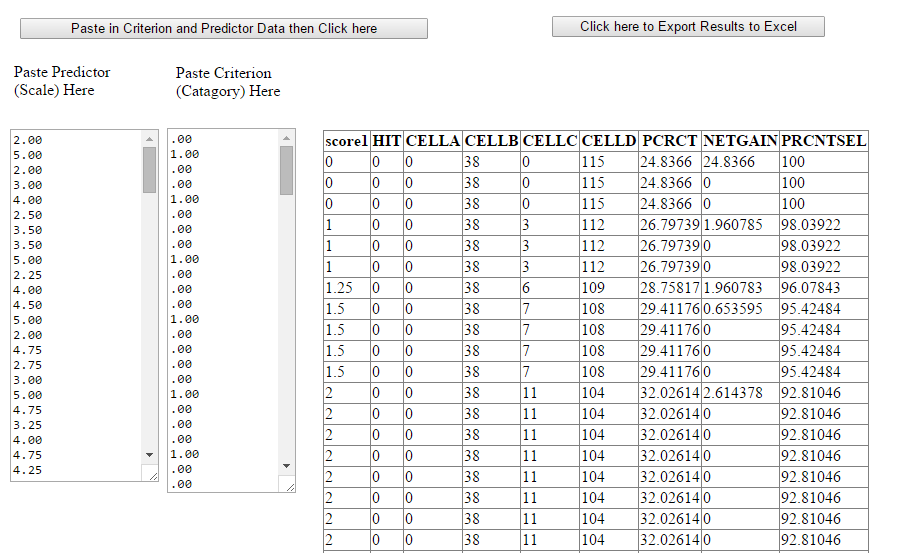 Paste in Criterion and Predictor Data then Click here
Click here to Export Results to Excel
Paste Predictor
(Scale) Here
Paste Criterion
(Catagory) Here
2.00
5.00
2.00
3.00
4.00
2.50
3.50
3.50
5.00
2.25
4.00
4.50
5.00
2.00
4.75
2.75
3.00
5.00
4.75
3.25
4.00
4.75
4.25
.00
1.00
.00
.00
1.00
.00
.00
.00
1.00
.00
.00
.00
1.00
.00
.00
.00
.00
1.00
.00
.00
.00
1.00
.00
.00
score1 HIT CELLA CELLB CELLC CELLD PCRCT NETGAIN PRCNTSEL
0 0 0 38 0 115 24.8366 24.8366 100
0 0 0 38 0 115 24.8366 0 100
0 0 0 38 0 115 24.8366 0 100
1 0 0 38 3 112 26.79739 1.960785 98.03922
1 0 0 38 3 112 26.79739 0 98.03922
1 0 0 38 3 112 26.79739 0 98.03922
1.25 0 0 38 6 109 28.75817 1.960783 96.07843
1.5 0 0 38 7 108 29.41176 0.653595 95.42484
1.5 0 0 38 7 108 29.41176 0 95.42484
1.5 0 0 38 7 108 29.41176 0 95.42484
1.5 0 0 38 7 108 29.41176 0 95.42484
2 0 0 38 11 104 32.02614 2.614378 92.81046
2 0 0 38 11 104 32.02614 0 92.81046
2 0 0 38 11 104 32.02614 0 92.81046
2 0 0 38 11 104 32.02614 0 92.81046
2 0 0 38 11 104 32.02614 0 92.81046
2 0 0 38 11 104 32.02614 0 92.81046
2 0 0 38 11 104 32.02614 0 92.81046
2 0 0 38 11 104 32.02614 0 92.81046